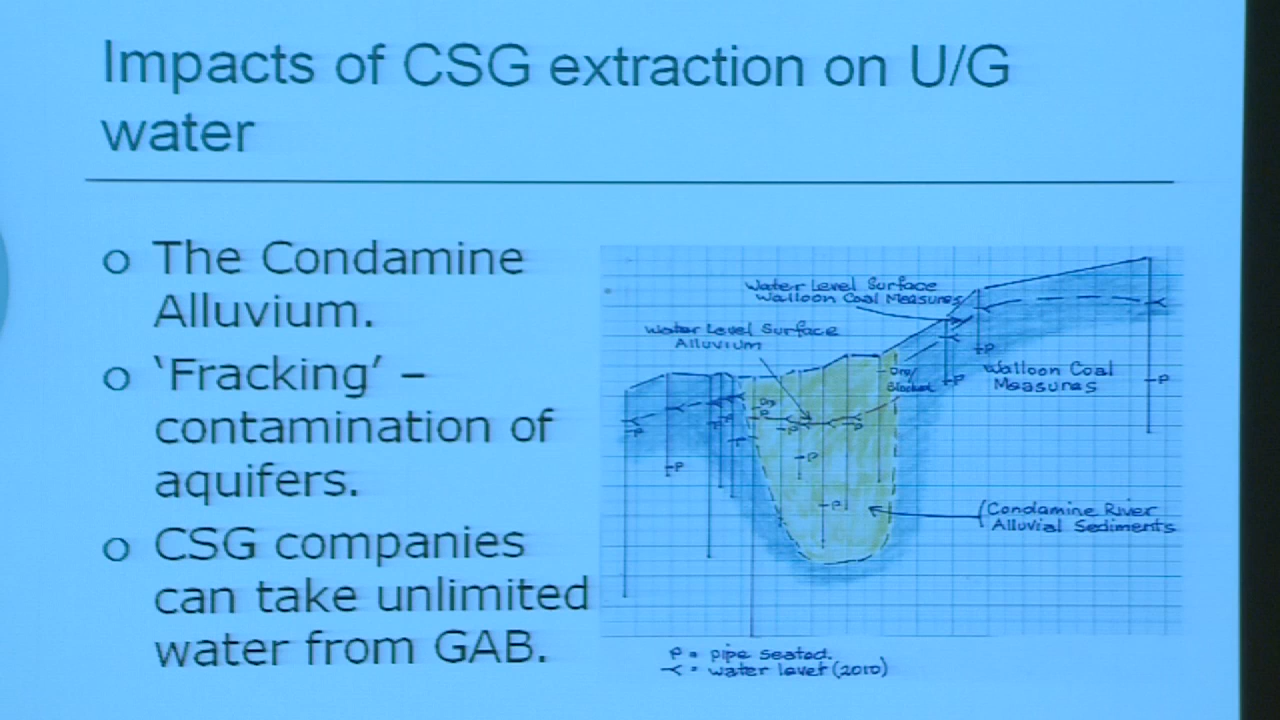 Impacts of CSG extraction on U/G
water
o The Condamine
Alluvium.
o ‘Fracking’ –
contamination of
aquifers.
o CSG companies
can take unlimited
water from GAB.
Water Level Surface
Walloon Coal Measures
Water Level Surface
Alluvium
Dry/
Blocked
Walloon Coal
Measures
Dry
P
P
P
P
P
P
P
P
P
Condamine River
Alluvial Sediments
P = pipe seated.
= water level (2010)